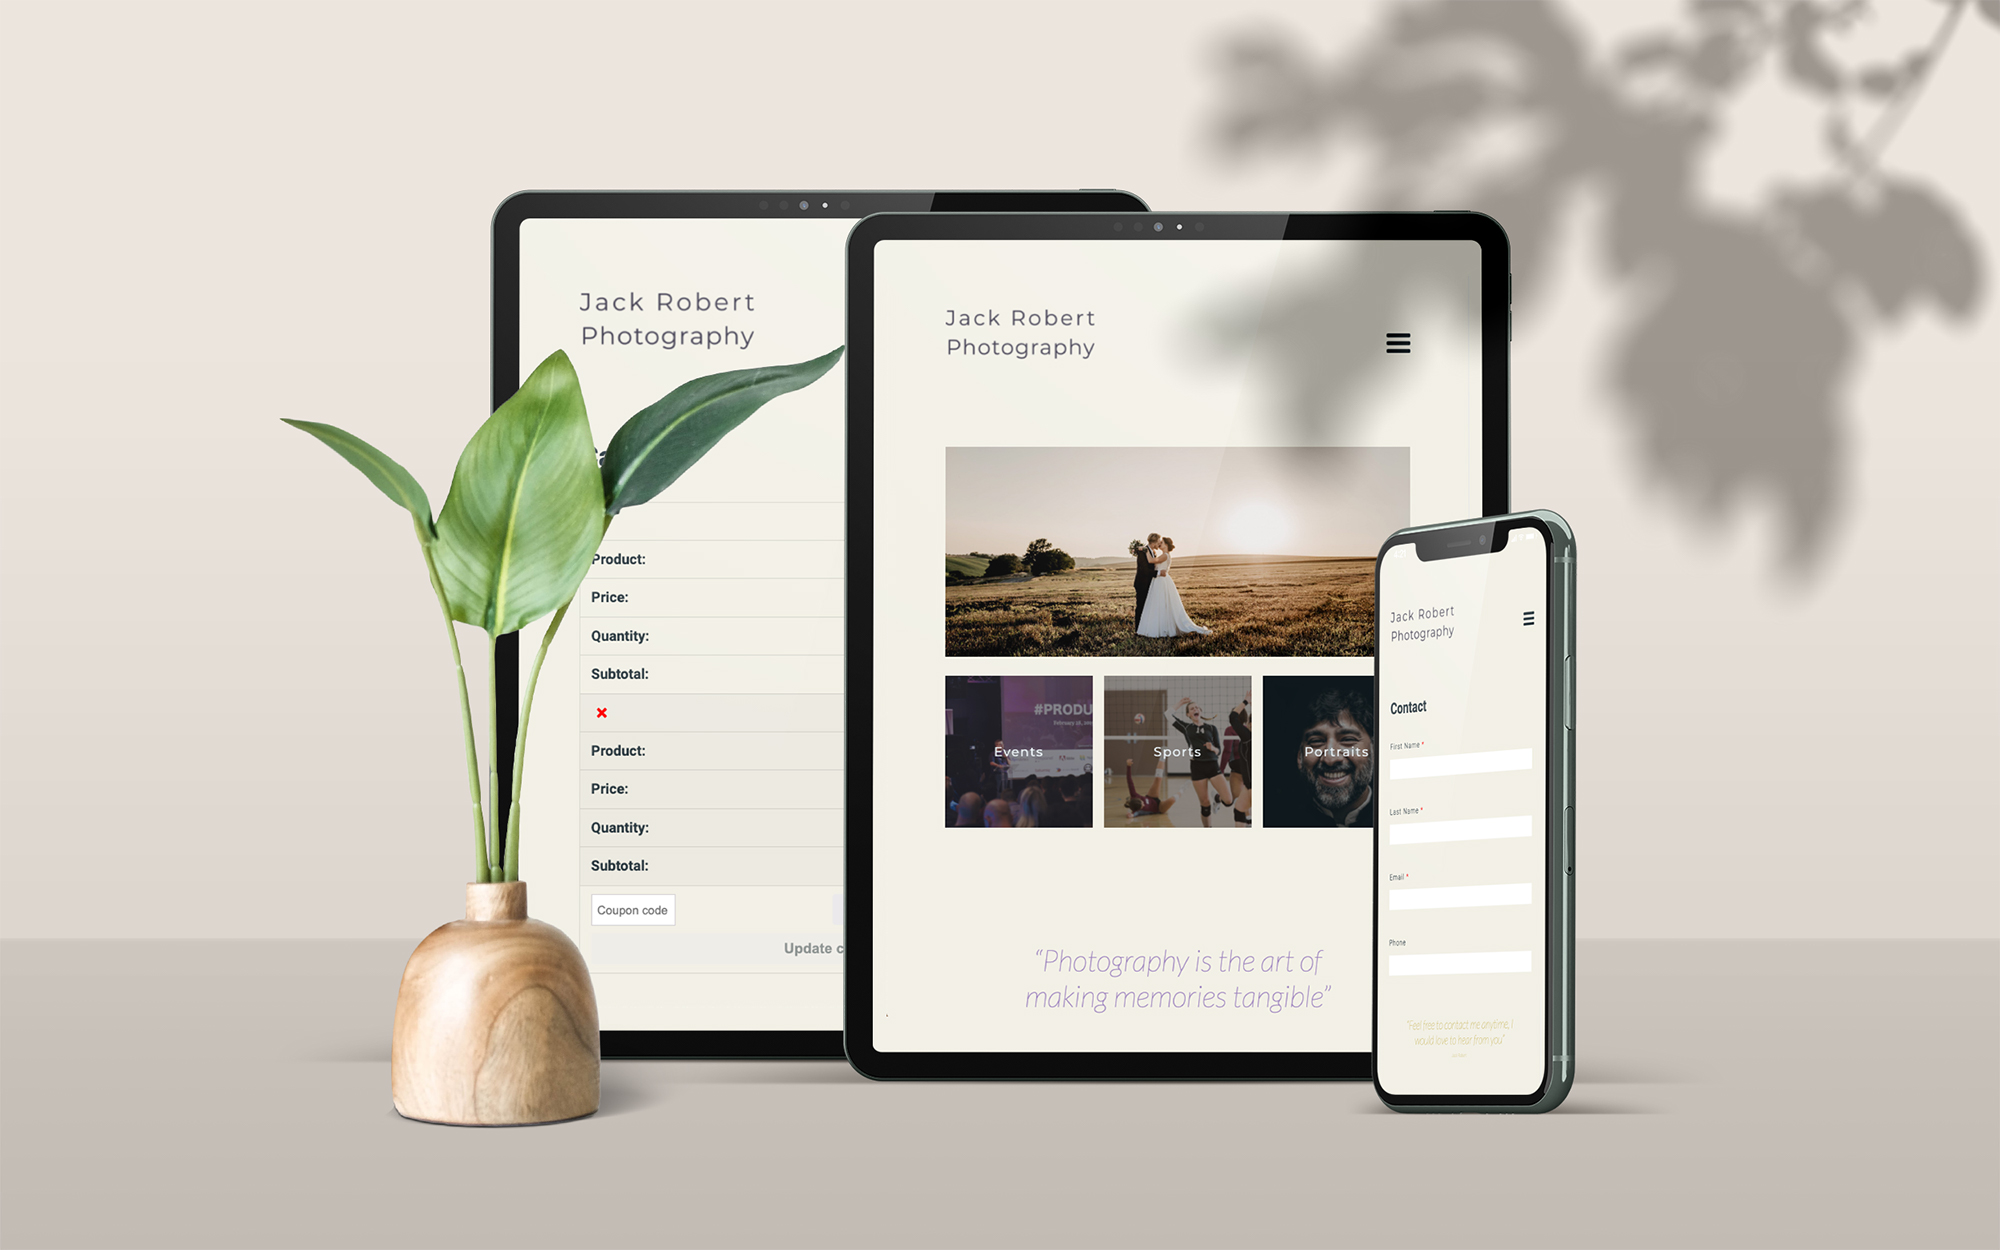 Jack Robert
Photography
Product:
Price:
Quantity:
Subtotal:
Product:
Price:
Quantity:
Subtotal:
Coupon code
Update c
Jack Robert
Photography
#PRODU
Events
Sports
Portraits
“Photography is the art of
making memories tangible”
Jack Robert
Photography
Contact
First Name *
Last Name *
Email *
Phone
"Feel free to contact me anytime, I
would love to hear from you"